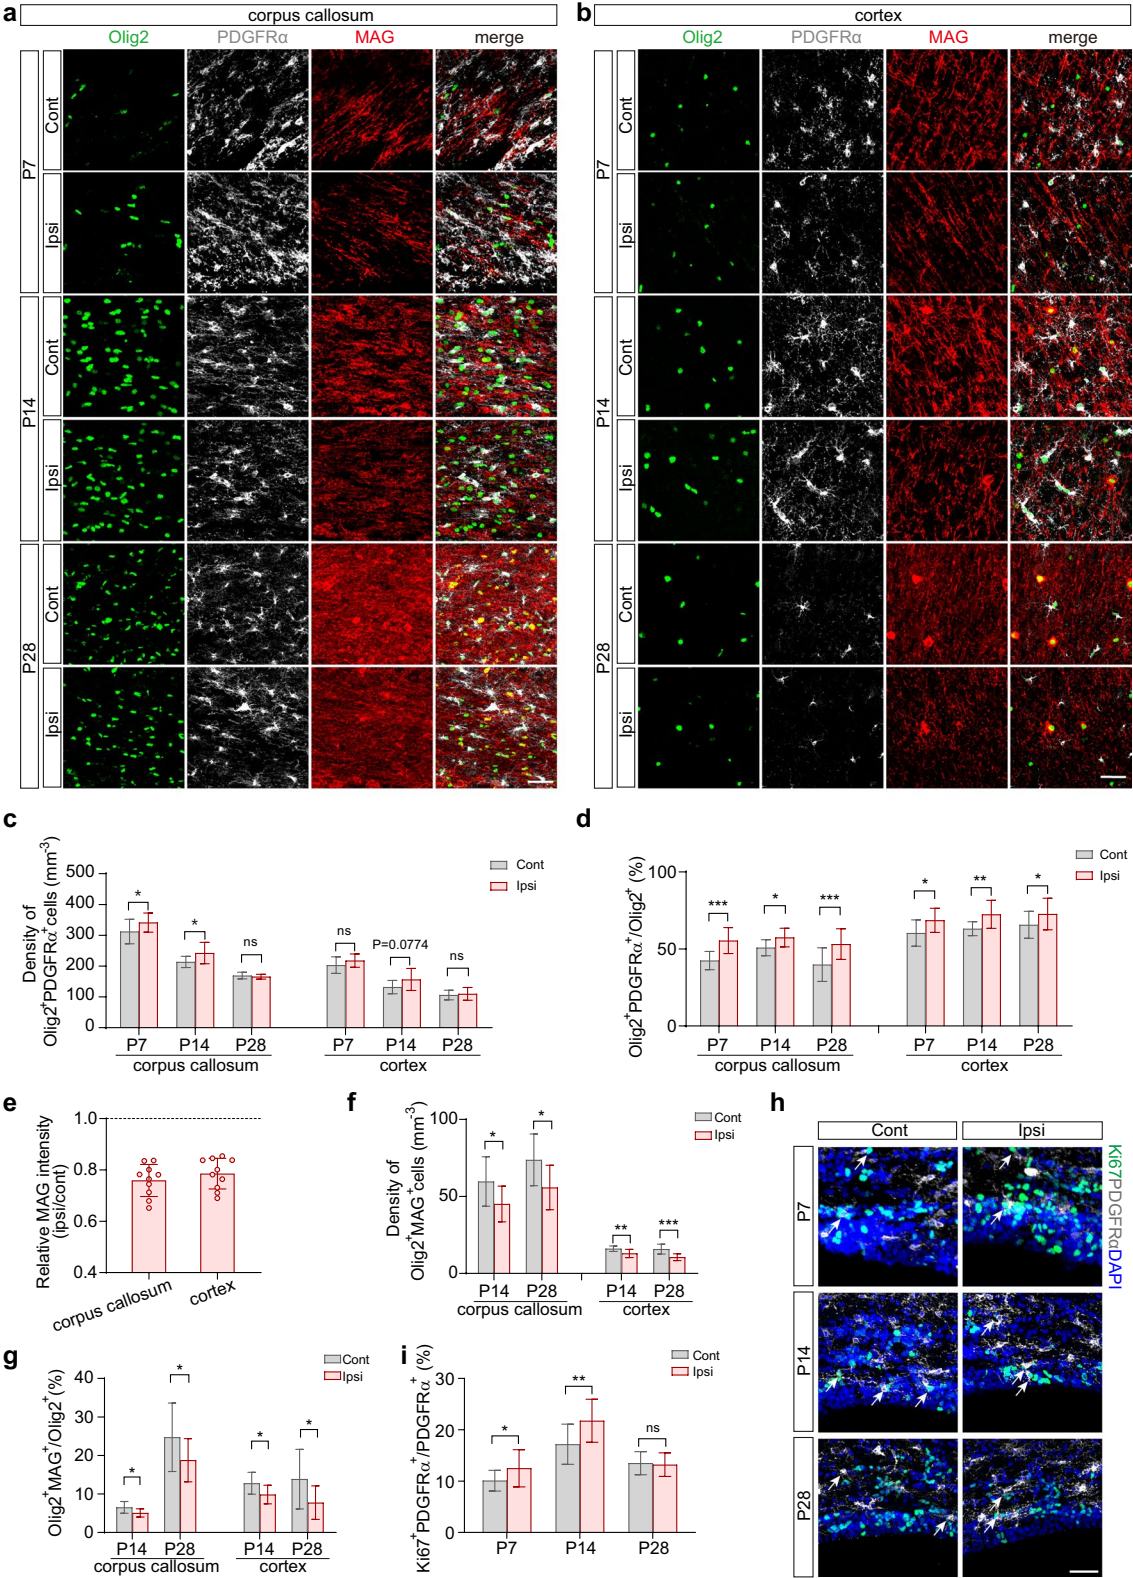 a
corpus callosum
Olig2 PDGFRα MAG merge
P7
Cont
Ipsi
P14
Cont
Ipsi
P28
Cont
Ipsi
b
cortex
Olig2 PDGFRα MAG merge
P7
Cont
Ipsi
P14
Cont
Ipsi
P28
Cont
Ipsi
c
Density of
Olig2⁺PDGFRα⁺cells (mm⁻³)
500
400
300
200
100
0
* * ns ns P=0.0774 ns
Cont
Ipsi
P7 P14 P28 P7 P14 P28
corpus callosum cortex
d
Olig2⁺PDGFRα⁺/Olig2⁺ (%)
100
50
0
*** * *** * ** *
Cont
Ipsi
P7 P14 P28 P7 P14 P28
corpus callosum cortex
e
Relative MAG intensity
(ipsi/cont)
1.0
0.8
0.6
0.4
corpus callosum cortex
f
Density of
Olig2⁺MAG⁺cells (mm⁻³)
100
50
0
* * ** ***
Cont
Ipsi
P14 P28 P14 P28
corpus callosum cortex
g
Olig2⁺MAG⁺/Olig2⁺(%)
40
30
20
10
0
* * * *
Cont
Ipsi
P14 P28 P14 P28
corpus callosum cortex
h
Cont Ipsi
P7
P14
P28
Ki67PDGFRαDAPI
i
Ki67⁺PDGFRα⁺/PDGFRα⁺ (%)
30
20
10
0
* ** ns
Cont
Ipsi
P7 P14 P28